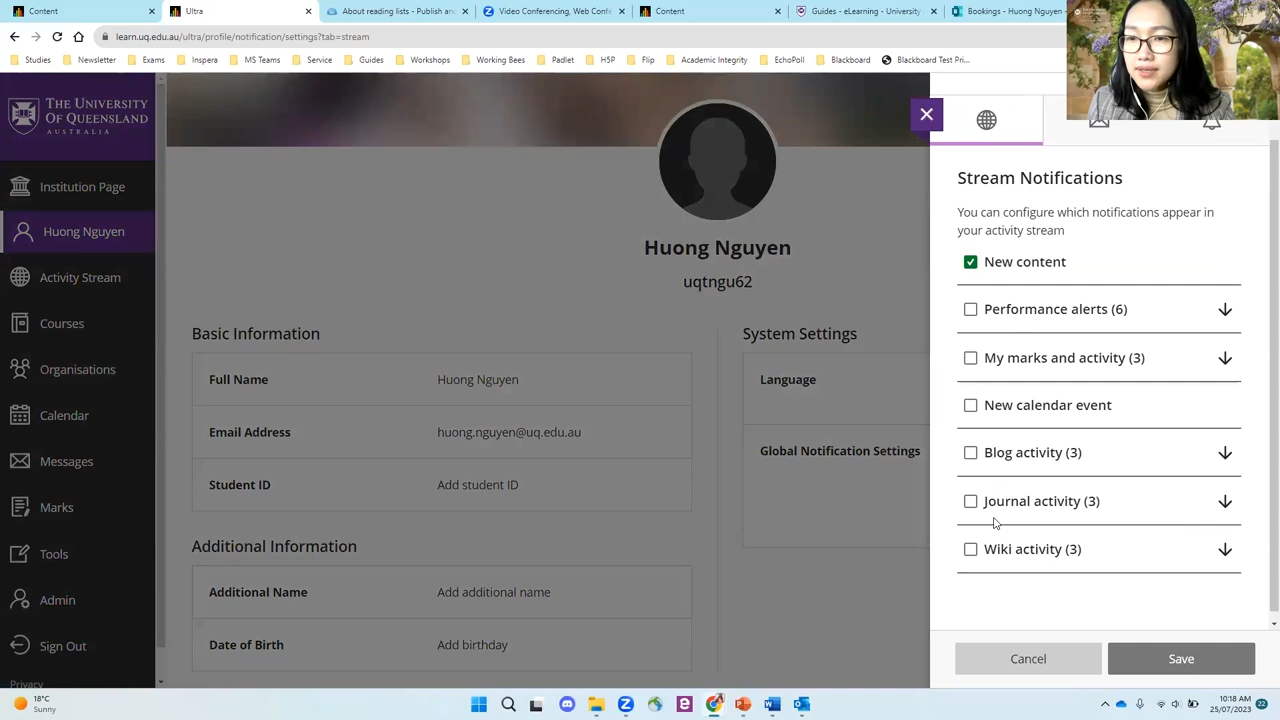 Content
Ultra
About reading lists - Publish and
Video Conferencing, Web Conf
Content
Guides - eLearning - University
Bookings - Huong Nguyen -
learn.uq.edu.au/ultra/profile/notification/settings?tab=stream
Studies
Newsletter
Exams
Inspera
MS Teams
Service
Guides
Workshops
Working Bees
Padlet
H5P
Flip
Academic Integrity
EchoPoll
Blackboard
Blackboard Test Pri...
THE UNIVERSITY
OF QUEENSLAND
AUSTRALIA
Institution Page
Huong Nguyen
Activity Stream
Courses
Organisations
Calendar
Messages
Marks
Tools
Admin
Sign Out
Privacy
Huong Nguyen
uqtngu62
Basic Information
Full Name
Huong Nguyen
Email Address
huong.nguyen@uq.edu.au
Student ID
Add student ID
Additional Information
Additional Name
Add additional name
Date of Birth
Add birthday
System Settings
Language
Global Notification Settings
Stream Notifications
You can configure which notifications appear in
your activity stream
New content
Performance alerts (6)
My marks and activity (3)
New calendar event
Blog activity (3)
Journal activity (3)
Wiki activity (3)
Cancel
Save
18°C
Sunny
10:18 AM
25/07/2023
22